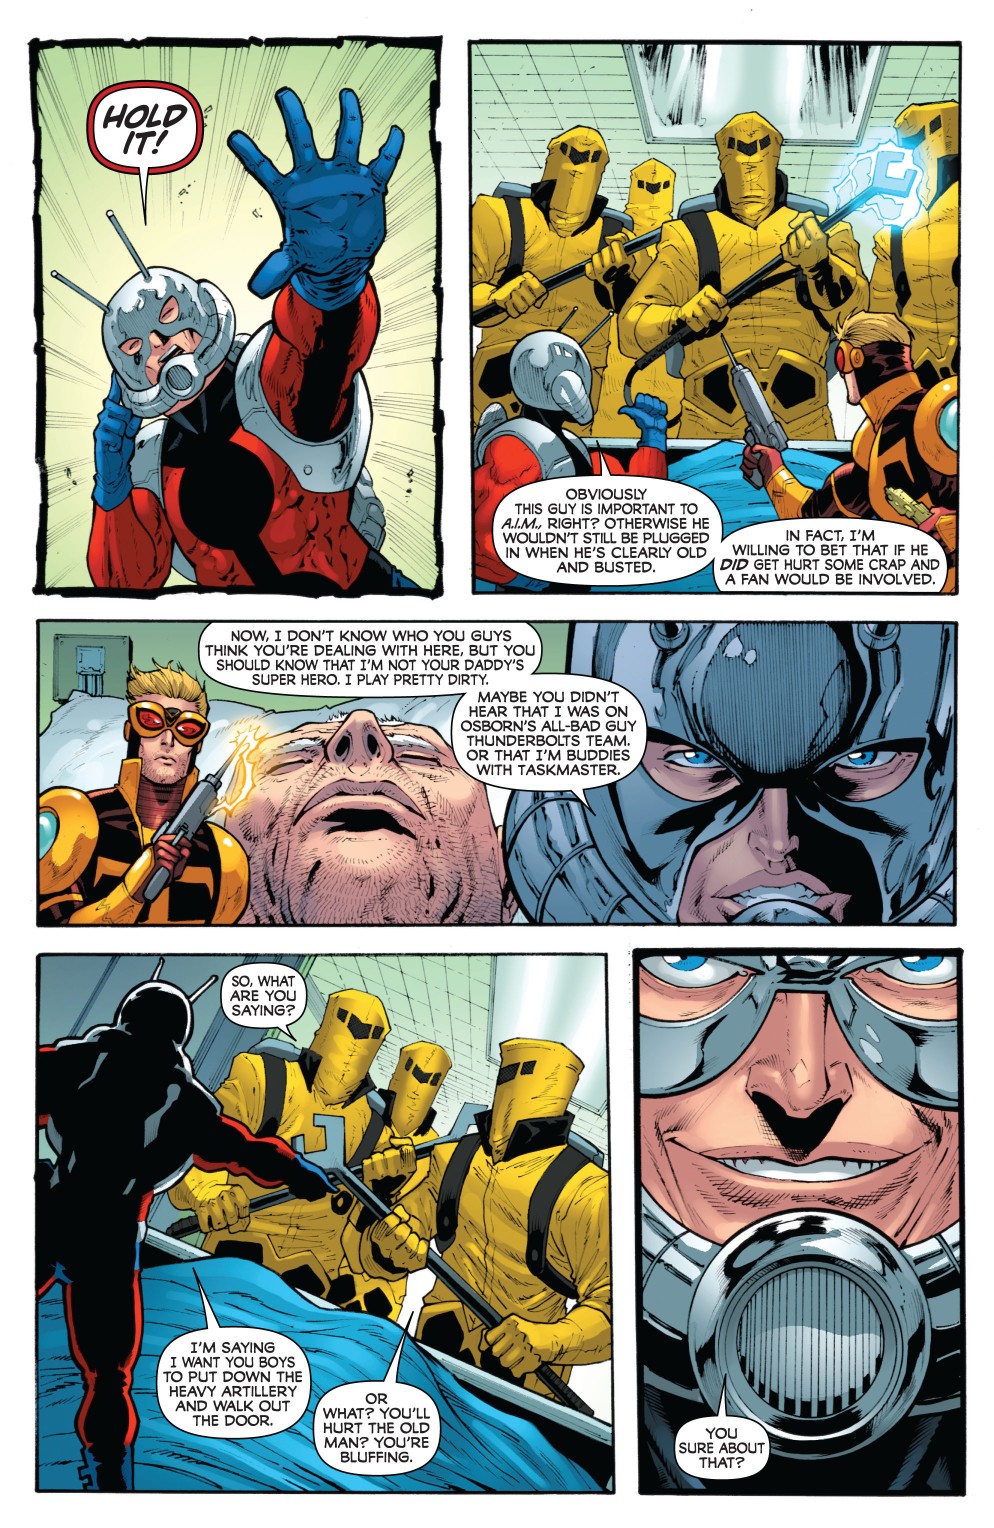 HOLD
IT!
OBVIOUSLY
THIS GUY IS IMPORTANT TO
A.I.M., RIGHT? OTHERWISE HE
WOULDN'T STILL BE PLUGGED
IN WHEN HE'S CLEARLY OLD
AND BUSTED.
IN FACT, I'M
WILLING TO BET THAT IF HE
DID GET HURT SOME CRAP AND
A FAN WOULD BE INVOLVED.
NOW, I DON'T KNOW WHO YOU GUYS
THINK YOU'RE DEALING WITH HERE, BUT YOU
SHOULD KNOW THAT I'M NOT YOUR DADDY'S
SUPER HERO. I PLAY PRETTY DIRTY.
MAYBE YOU DIDN'T
HEAR THAT I WAS ON
OSBORN'S ALL-BAD GUY
THUNDERBOLTS TEAM.
OR THAT I'M BUDDIES
WITH TASKMASTER.
SO, WHAT
ARE YOU
SAYING?
I'M SAYING
I WANT YOU BOYS
TO PUT DOWN THE
HEAVY ARTILLERY
AND WALK OUT
THE DOOR.
OR
WHAT? YOU'LL
HURT THE OLD
MAN? YOU'RE
BLUFFING.
YOU
SURE ABOUT
THAT?